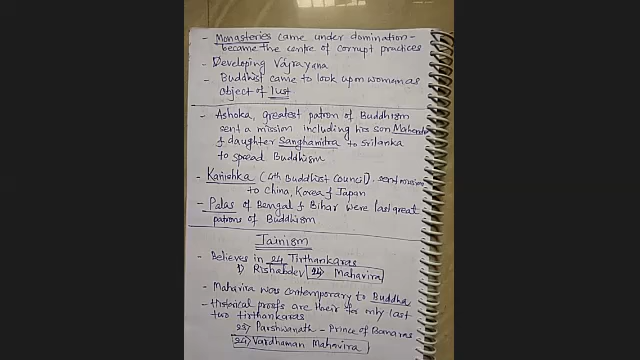 - Monasteries came under domination-
became the centre of corrupt practices
- Developing Vajrayana
- Buddhist came to look upon women as
object of lust
- Ashoka, greatest patron of Buddhism
sent a mission including his son Mahendra
& daughter Sanghamitra to srilanka
to spread Buddhism
- Kanishka (4th Buddhist Council). sent mission
to China, Korea & Japan
- Palas of Bengal & Bihar were last great
patrons of Buddhism
Jainism
- Believes in 24 Tirthankaras
1) Rishabdev 24) Mahavira
- Mahavira was contemporary to Buddha
- Historical proofs are their for only last
two tirthankaras
23) Parshwanath - Prince of Banaras
24) Vardhaman Mahavira